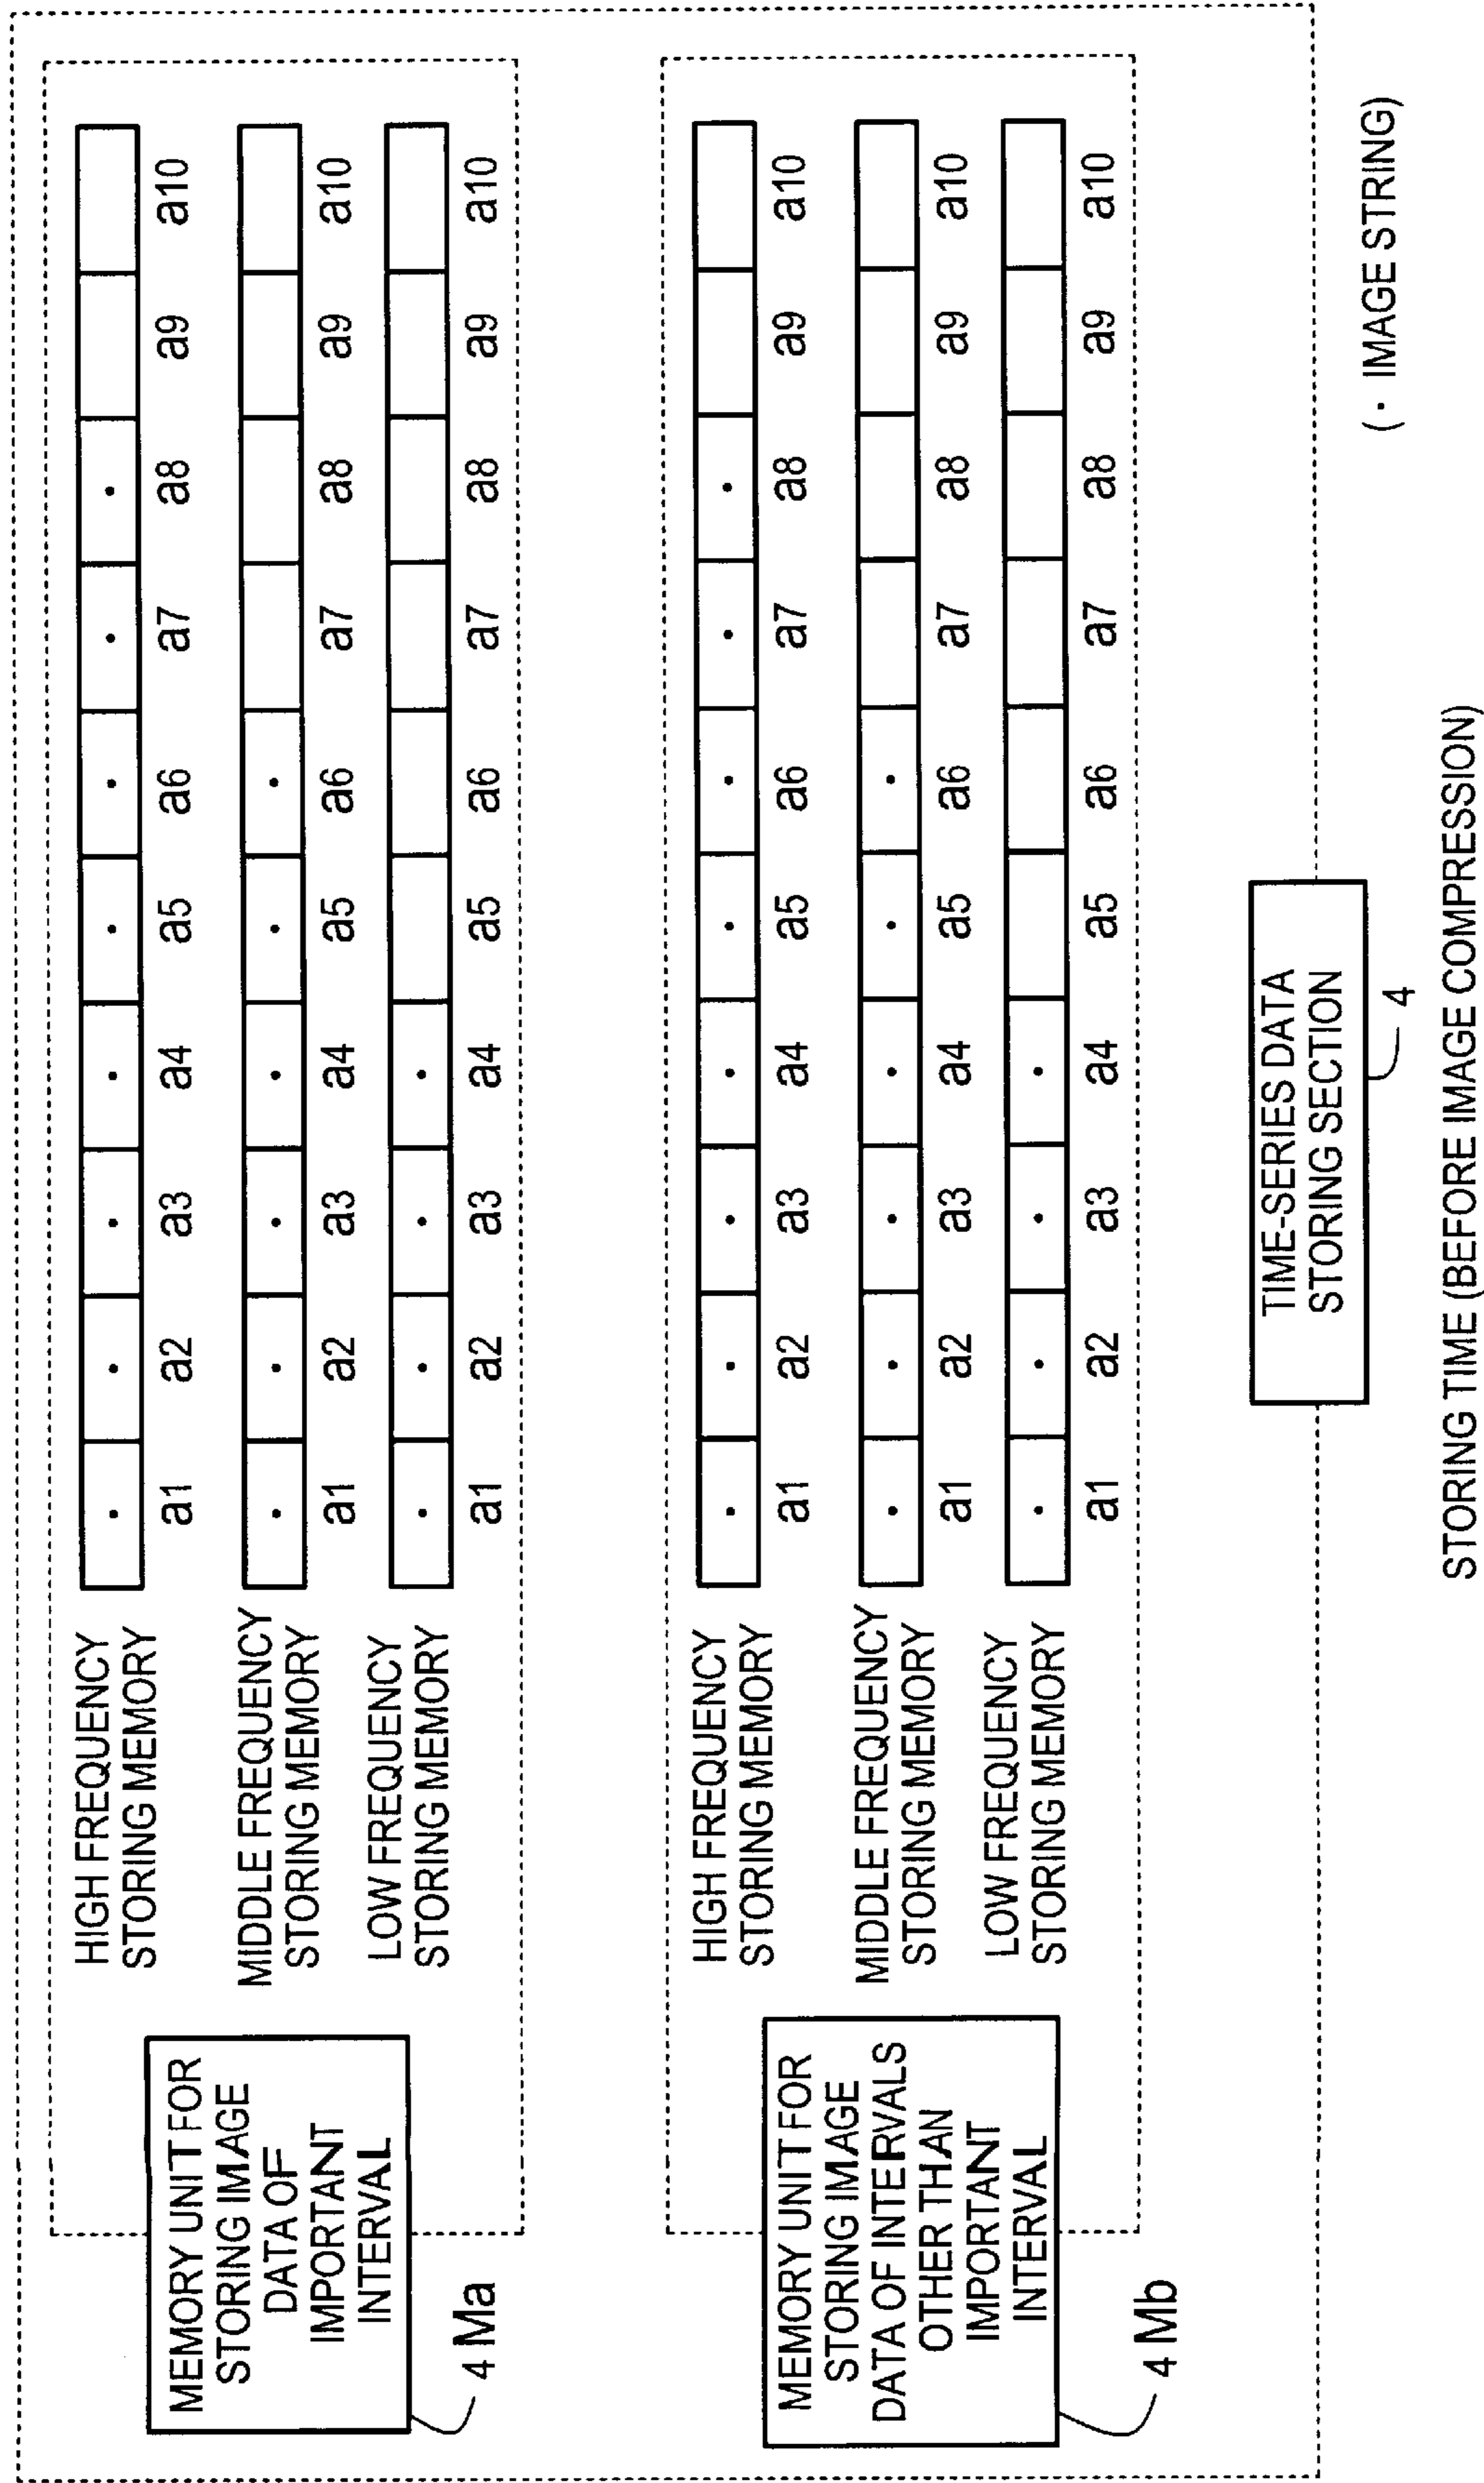 MEMORY UNIT FOR
STORING IMAGE
DATA OF
IMPORTANT
INTERVAL
4 Ma
HIGH FREQUENCY
STORING MEMORY
a1 a2 a3 a4 a5 a6 a7 a8 a9 a10
MIDDLE FREQUENCY
STORING MEMORY
a1 a2 a3 a4 a5 a6 a7 a8 a9 a10
LOW FREQUENCY
STORING MEMORY
a1 a2 a3 a4 a5 a6 a7 a8 a9 a10
MEMORY UNIT FOR
STORING IMAGE
DATA OF INTERVALS
OTHER THAN
IMPORTANT
INTERVAL
4 Mb
HIGH FREQUENCY
STORING MEMORY
a1 a2 a3 a4 a5 a6 a7 a8 a9 a10
MIDDLE FREQUENCY
STORING MEMORY
a1 a2 a3 a4 a5 a6 a7 a8 a9 a10
LOW FREQUENCY
STORING MEMORY
a1 a2 a3 a4 a5 a6 a7 a8 a9 a10
TIME-SERIES DATA
STORING SECTION
4
(· IMAGE STRING)
STORING TIME (BEFORE IMAGE COMPRESSION)